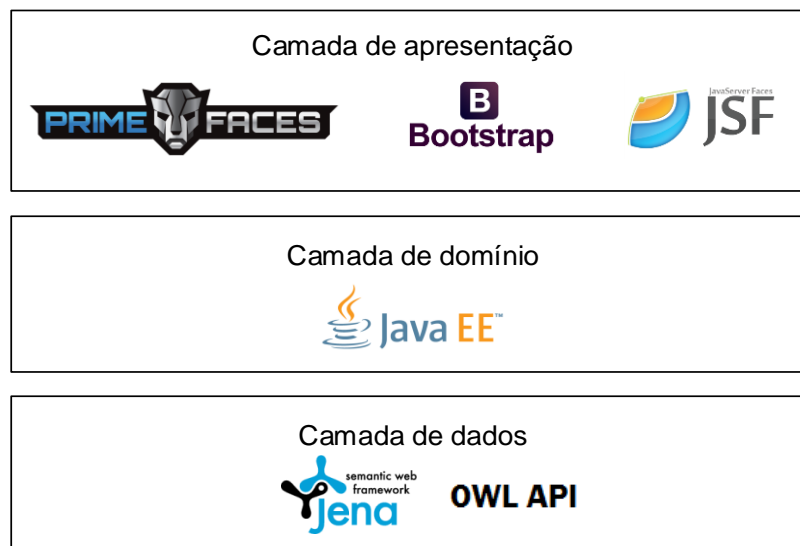 Camada de apresentação
PRIME FACES
B
Bootstrap
JavaServer Faces
JSF
Camada de domínio
Java EE™
Camada de dados
semantic web
framework
jena
OWL API